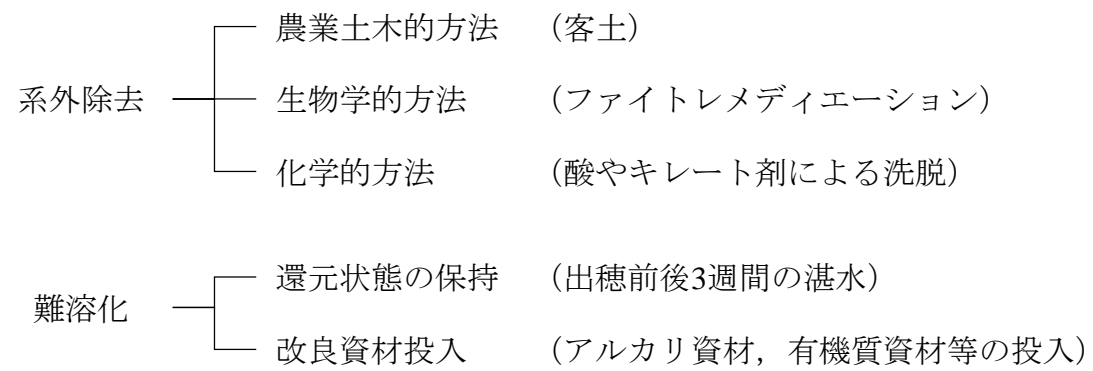 農業土木的方法 （客土）
系外除去 生物学的方法 （ファイトレメディエーション）
化学的方法 （酸やキレート剤による洗脱）
還元状態の保持 （出穂前後3週間の湛水）
難溶化
改良資材投入 （アルカリ資材，有機質資材等の投入）